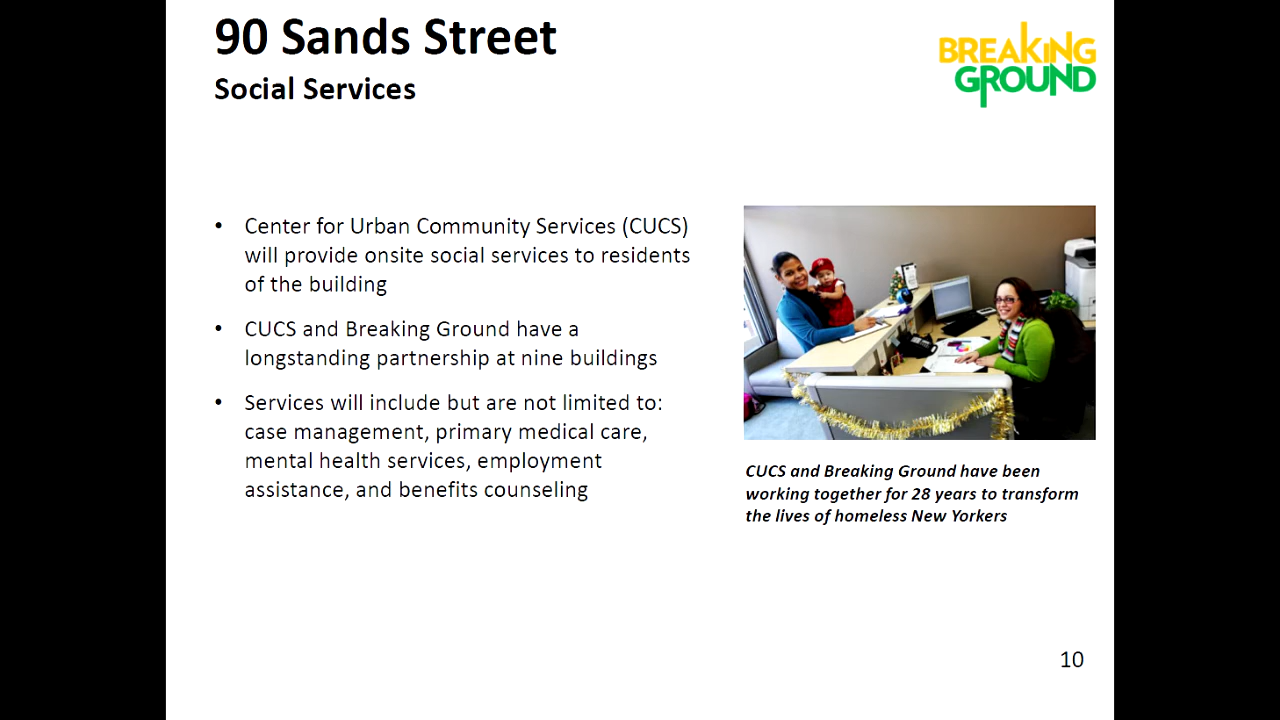 90 Sands Street
Social Services
BREAKING
GROUND
• Center for Urban Community Services (CUCS)
will provide onsite social services to residents
of the building
• CUCS and Breaking Ground have a
longstanding partnership at nine buildings
• Services will include but are not limited to:
case management, primary medical care,
mental health services, employment
assistance, and benefits counseling
CUCS and Breaking Ground have been
working together for 28 years to transform
the lives of homeless New Yorkers
10